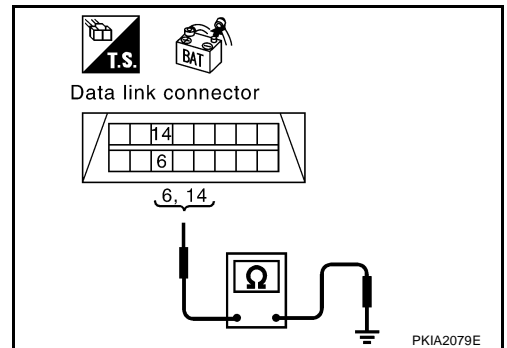 T.S.
BAT
Data link connector
14
6
6, 14
Ω
PKIA2079E